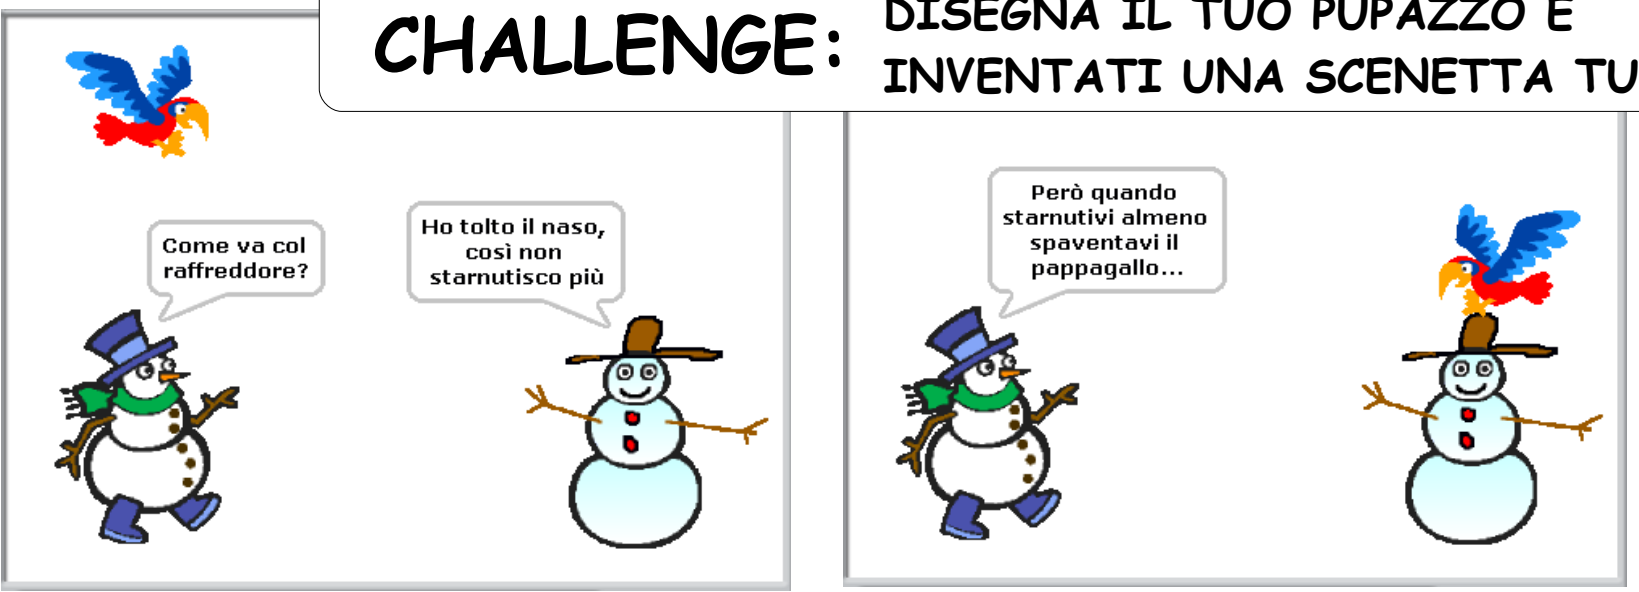 CHALLENGE:
DISEGNA IL TUO PUPAZZO E
INVENTATI UNA SCENETTA TU
Come va col
raffreddore?
Ho tolto il naso,
così non
starnutisco più
Però quando
starnutivi almeno
spaventavi il
pappagallo...